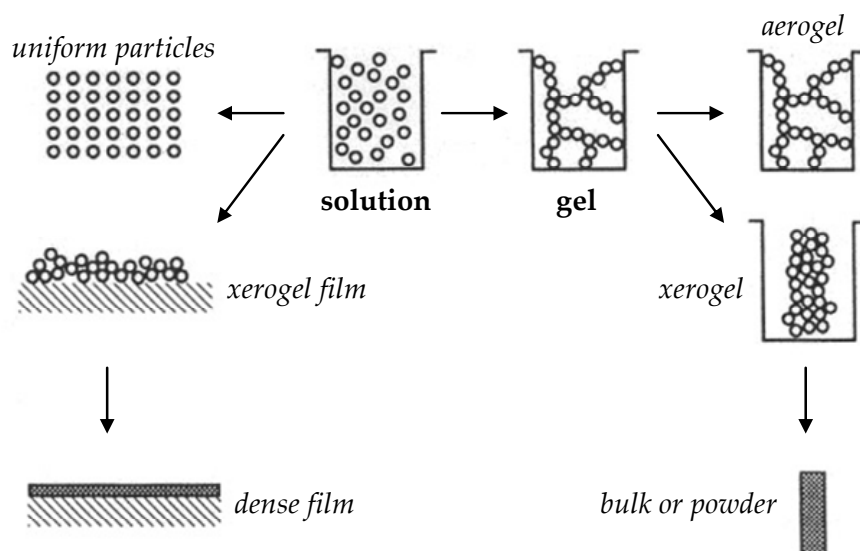 uniform particles
aerogel
solution
gel
xerogel film
xerogel
dense film
bulk or powder